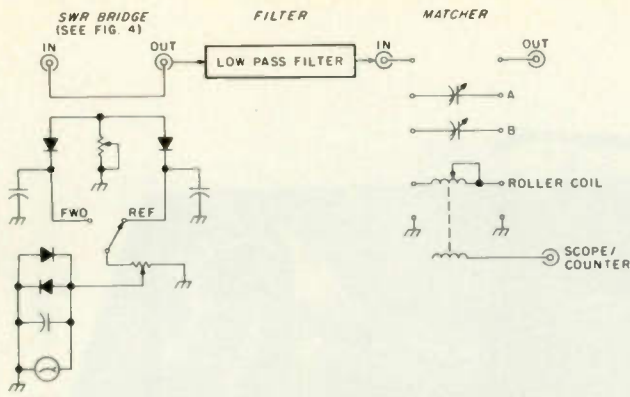 SWR BRIDGE
(SEE FIG. 4)
FILTER
MATCHER
IN
OUT
LOW PASS FILTER
IN
OUT
A
B
ROLLER COIL
FWD
REF
SCOPE/
COUNTER